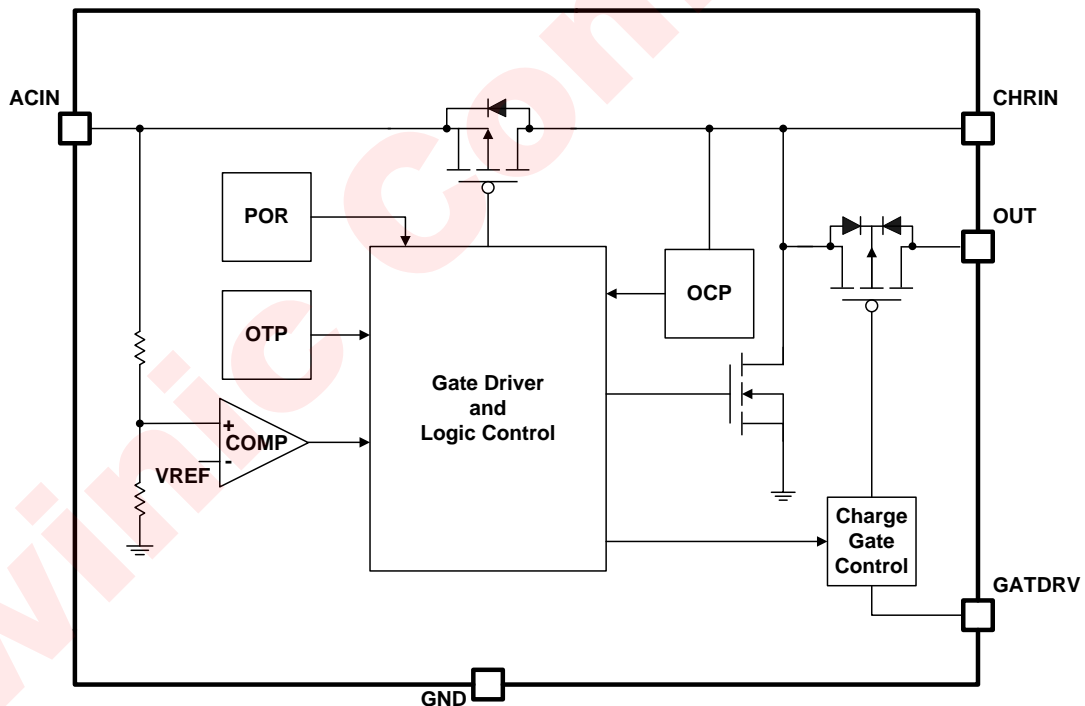 ACIN
CHRIN
POR
OUT
OCP
OTP
Gate Driver
and
Logic Control
+
COMP
-
VREF
Charge
Gate
Control
GATDRV
GND